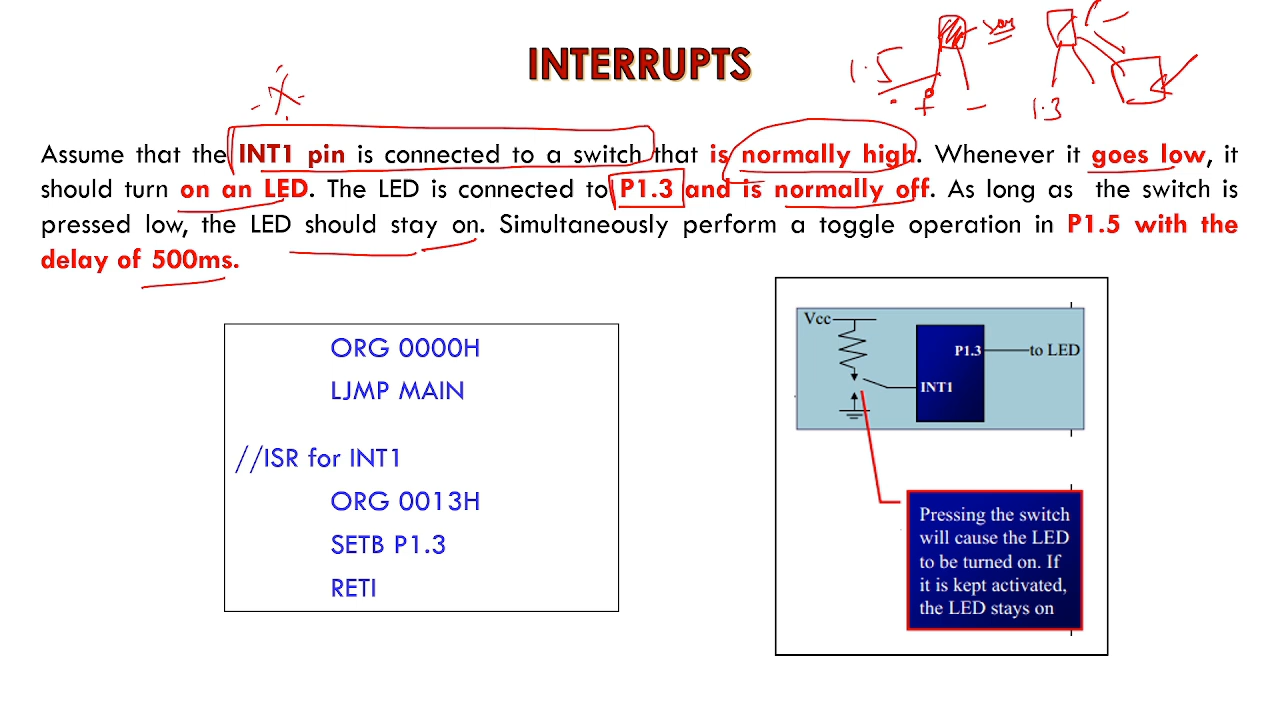 INTERRUPTS
1.5
+
-
1.3
Assume that the INT1 pin is connected to a switch that is normally high. Whenever it goes low, it
should turn on an LED. The LED is connected to P1.3 and is normally off. As long as the switch is
pressed low, the LED should stay on. Simultaneously perform a toggle operation in P1.5 with the
delay of 500ms.
ORG 0000H
LJMP MAIN
//ISR for INT1
ORG 0013H
SETB P1.3
RETI
Vcc
P1.3
to LED
INT1
Pressing the switch
will cause the LED
to be turned on. If
it is kept activated,
the LED stays on